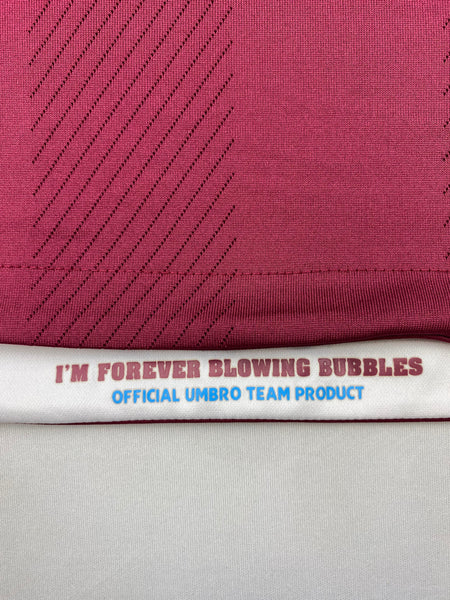 I'M FOREVER BLOWING BUBBLES
OFFICIAL UMBRO TEAM PRODUCT